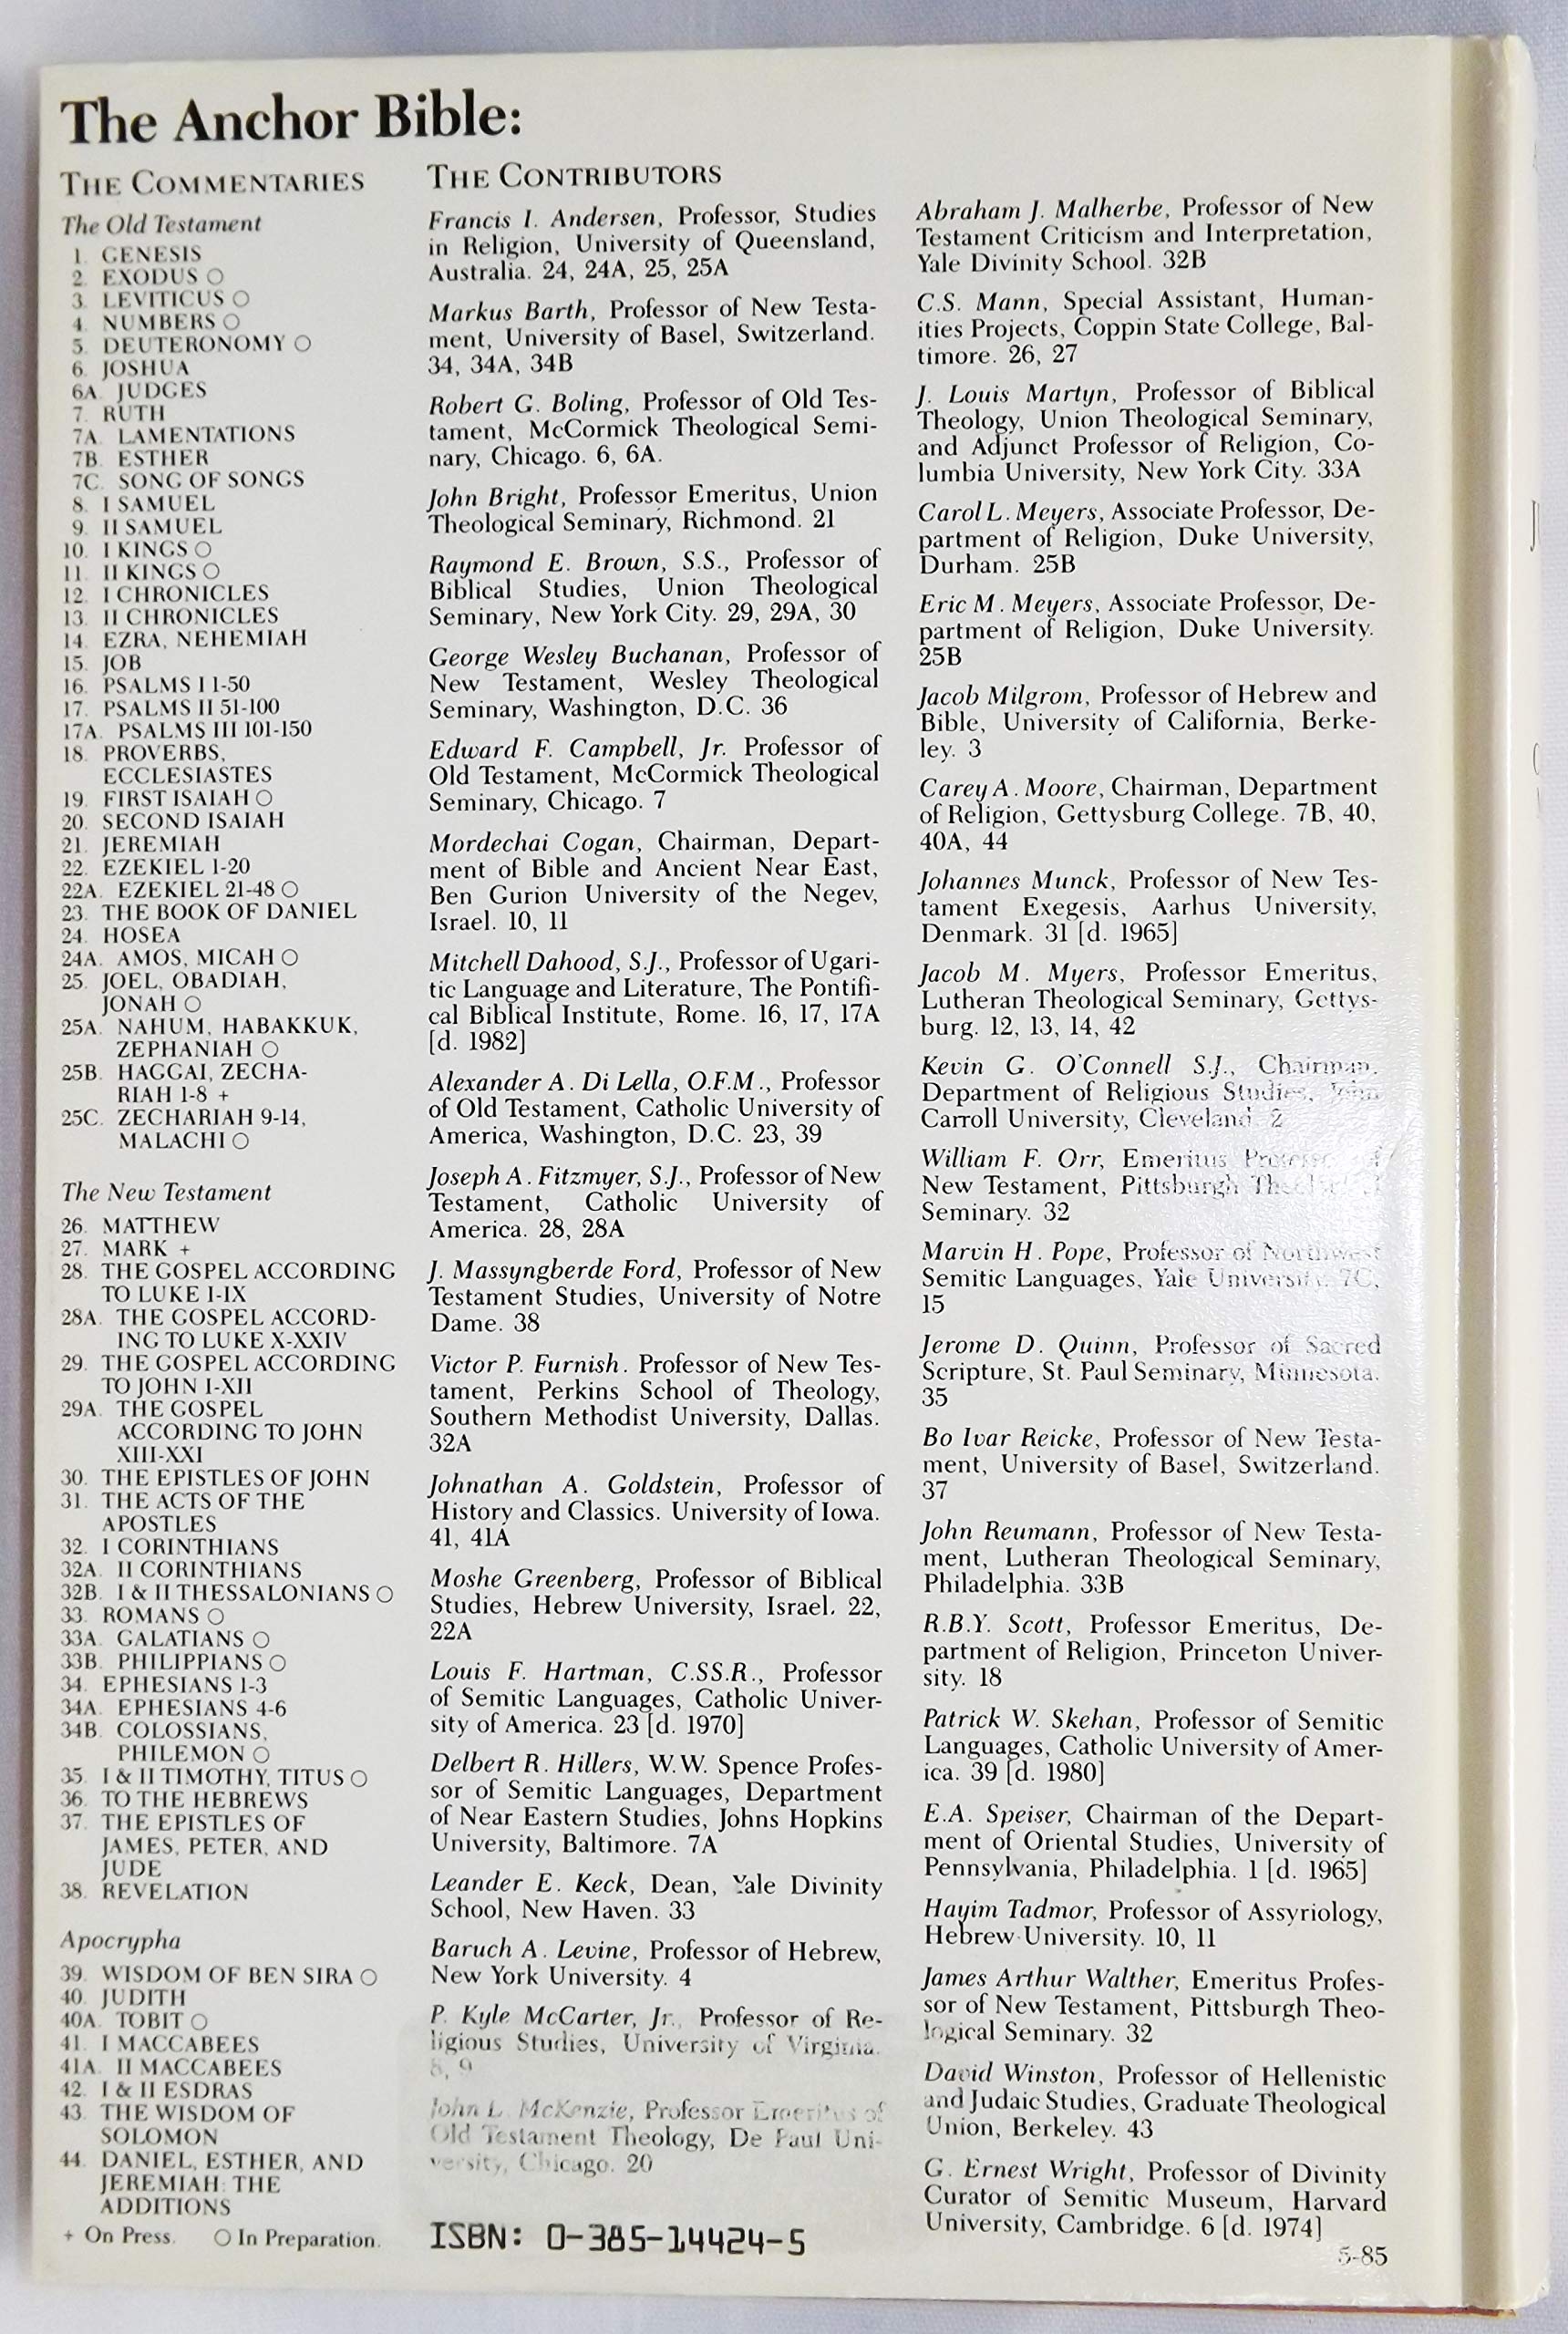 The Anchor Bible:
THE COMMENTARIES
The Old Testament
1. GENESIS
2. EXODUS ○
3. LEVITICUS ○
4. NUMBERS ○
5. DEUTERONOMY ○
6. JOSHUA
6A. JUDGES
7. RUTH
7A. LAMENTATIONS
7B. ESTHER
7C. SONG OF SONGS
8. I SAMUEL
9. II SAMUEL
10. I KINGS ○
11. II KINGS ○
12. I CHRONICLES
13. II CHRONICLES
14. EZRA, NEHEMIAH
15. JOB
16. PSALMS I 1-50
17. PSALMS II 51-100
17A. PSALMS III 101-150
18. PROVERBS,
ECCLESIASTES
19. FIRST ISAIAH ○
20. SECOND ISAIAH
21. JEREMIAH
22. EZEKIEL 1-20
22A. EZEKIEL 21-48 ○
23. THE BOOK OF DANIEL
24. HOSEA
24A. AMOS, MICAH ○
25. JOEL, OBADIAH,
JONAH ○
25A. NAHUM, HABAKKUK,
ZEPHANIAH ○
25B. HAGGAI, ZECHA-
RIAH 1-8 +
25C. ZECHARIAH 9-14,
MALACHI ○
The New Testament
26. MATTHEW
27. MARK +
28. THE GOSPEL ACCORDING
TO LUKE I-IX
28A. THE GOSPEL ACCORD-
ING TO LUKE X-XXIV
29. THE GOSPEL ACCORDING
TO JOHN I-XII
29A. THE GOSPEL
ACCORDING TO JOHN
XIII-XXI
30. THE EPISTLES OF JOHN
31. THE ACTS OF THE
APOSTLES
32. I CORINTHIANS
32A. II CORINTHIANS
32B. I & II THESSALONIANS ○
33. ROMANS ○
33A. GALATIANS ○
33B. PHILIPPIANS ○
34. EPHESIANS 1-3
34A. EPHESIANS 4-6
34B. COLOSSIANS,
PHILEMON ○
35. I & II TIMOTHY, TITUS ○
36. TO THE HEBREWS
37. THE EPISTLES OF
JAMES, PETER, AND
JUDE
38. REVELATION
Apocrypha
39. WISDOM OF BEN SIRA ○
40. JUDITH
40A. TOBIT ○
41. I MACCABEES
41A. II MACCABEES
42. I & II ESDRAS
43. THE WISDOM OF
SOLOMON
44. DANIEL, ESTHER, AND
JEREMIAH: THE
ADDITIONS
+ On Press. ○ In Preparation.
THE CONTRIBUTORS
Francis I. Andersen, Professor, Studies
in Religion, University of Queensland,
Australia. 24, 24A, 25, 25A
Markus Barth, Professor of New Testa-
ment, University of Basel, Switzerland.
34, 34A, 34B
Robert G. Boling, Professor of Old Tes-
tament, McCormick Theological Semi-
nary, Chicago. 6, 6A.
John Bright, Professor Emeritus, Union
Theological Seminary, Richmond. 21
Raymond E. Brown, S.S., Professor of
Biblical Studies, Union Theological
Seminary, New York City. 29, 29A, 30
George Wesley Buchanan, Professor of
New Testament, Wesley Theological
Seminary, Washington, D.C. 36
Edward F. Campbell, Jr. Professor of
Old Testament, McCormick Theological
Seminary, Chicago. 7
Mordechai Cogan, Chairman, Depart-
ment of Bible and Ancient Near East,
Ben Gurion University of the Negev,
Israel. 10, 11
Mitchell Dahood, S.J., Professor of Ugari-
tic Language and Literature, The Pontifi-
cal Biblical Institute, Rome. 16, 17, 17A
[d. 1982]
Alexander A. Di Lella, O.F.M., Professor
of Old Testament, Catholic University of
America, Washington, D.C. 23, 39
Joseph A. Fitzmyer, S.J., Professor of New
Testament, Catholic University of
America. 28, 28A
J. Massyngberde Ford, Professor of New
Testament Studies, University of Notre
Dame. 38
Victor P. Furnish. Professor of New Tes-
tament, Perkins School of Theology,
Southern Methodist University, Dallas.
32A
Johnathan A. Goldstein, Professor of
History and Classics. University of Iowa.
41, 41A
Moshe Greenberg, Professor of Biblical
Studies, Hebrew University, Israel. 22,
22A
Louis F. Hartman, C.SS.R., Professor
of Semitic Languages, Catholic Univer-
sity of America. 23 [d. 1970]
Delbert R. Hillers, W.W. Spence Profes-
sor of Semitic Languages, Department
of Near Eastern Studies, Johns Hopkins
University, Baltimore. 7A
Leander E. Keck, Dean, Yale Divinity
School, New Haven. 33
Baruch A. Levine, Professor of Hebrew,
New York University. 4
P. Kyle McCarter, Jr., Professor of Re-
ligious Studies, University of Virginia.
8, 9
John L. McKenzie, Professor Emeritus of
Old Testament Theology, De Paul Uni-
versity, Chicago. 20
ISBN: 0-385-14424-5
Abraham J. Malherbe, Professor of New
Testament Criticism and Interpretation,
Yale Divinity School. 32B
C.S. Mann, Special Assistant, Human-
ities Projects, Coppin State College, Bal-
timore. 26, 27
J. Louis Martyn, Professor of Biblical
Theology, Union Theological Seminary,
and Adjunct Professor of Religion, Co-
lumbia University, New York City. 33A
Carol L. Meyers, Associate Professor, De-
partment of Religion, Duke University,
Durham. 25B
Eric M. Meyers, Associate Professor, De-
partment of Religion, Duke University.
25B
Jacob Milgrom, Professor of Hebrew and
Bible, University of California, Berke-
ley. 3
Carey A. Moore, Chairman, Department
of Religion, Gettysburg College. 7B, 40,
40A, 44
Johannes Munck, Professor of New Tes-
tament Exegesis, Aarhus University,
Denmark. 31 [d. 1965]
Jacob M. Myers, Professor Emeritus,
Lutheran Theological Seminary, Gettys-
burg. 12, 13, 14, 42
Kevin G. O'Connell S.J., Chairman,
Department of Religious Studies, John
Carroll University, Cleveland. 2
William F. Orr, Emeritus Professor of
New Testament, Pittsburgh Theological
Seminary. 32
Marvin H. Pope, Professor of Northwest
Semitic Languages, Yale University. 7C,
15
Jerome D. Quinn, Professor of Sacred
Scripture, St. Paul Seminary, Minnesota.
35
Bo Ivar Reicke, Professor of New Testa-
ment, University of Basel, Switzerland.
37
John Reumann, Professor of New Testa-
ment, Lutheran Theological Seminary,
Philadelphia. 33B
R.B.Y. Scott, Professor Emeritus, De-
partment of Religion, Princeton Univer-
sity. 18
Patrick W. Skehan, Professor of Semitic
Languages, Catholic University of Amer-
ica. 39 [d. 1980]
E.A. Speiser, Chairman of the Depart-
ment of Oriental Studies, University of
Pennsylvania, Philadelphia. 1 [d. 1965]
Hayim Tadmor, Professor of Assyriology,
Hebrew University. 10, 11
James Arthur Walther, Emeritus Profes-
sor of New Testament, Pittsburgh Theo-
logical Seminary. 32
David Winston, Professor of Hellenistic
and Judaic Studies, Graduate Theological
Union, Berkeley. 43
G. Ernest Wright, Professor of Divinity
Curator of Semitic Museum, Harvard
University, Cambridge. 6 [d. 1974]
5-85